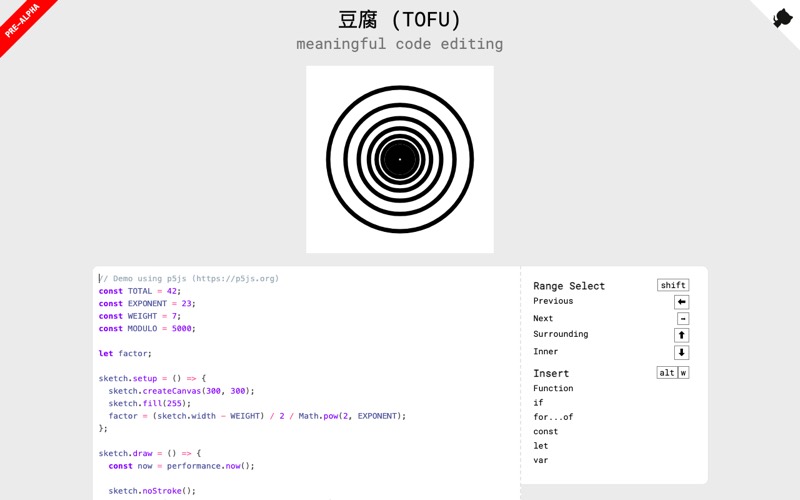 PRE-ALPHA
豆腐 (TOFU)
meaningful code editing
// Demo using p5js (https://p5js.org)
const TOTAL = 42;
const EXPONENT = 23;
const WEIGHT = 7;
const MODULO = 5000;
let factor;
sketch.setup = () => {
sketch.createCanvas(300, 300);
sketch.fill(255);
factor = (sketch.width - WEIGHT) / 2 / Math.pow(2, EXPONENT);
};
sketch.draw = () => {
const now = performance.now();
sketch.noStroke();
Range Select shift
Previous ⬅
Next →
Surrounding ⬆
Inner ⬇
Insert alt w
Function
if
for...of
const
let
var